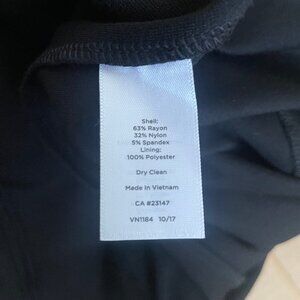 Shell:
63% Rayon
32% Nylon
5% Spandex
Lining:
100% Polyester
Dry Clean
Made In Vietnam
CA #23147
VN1184 10/17